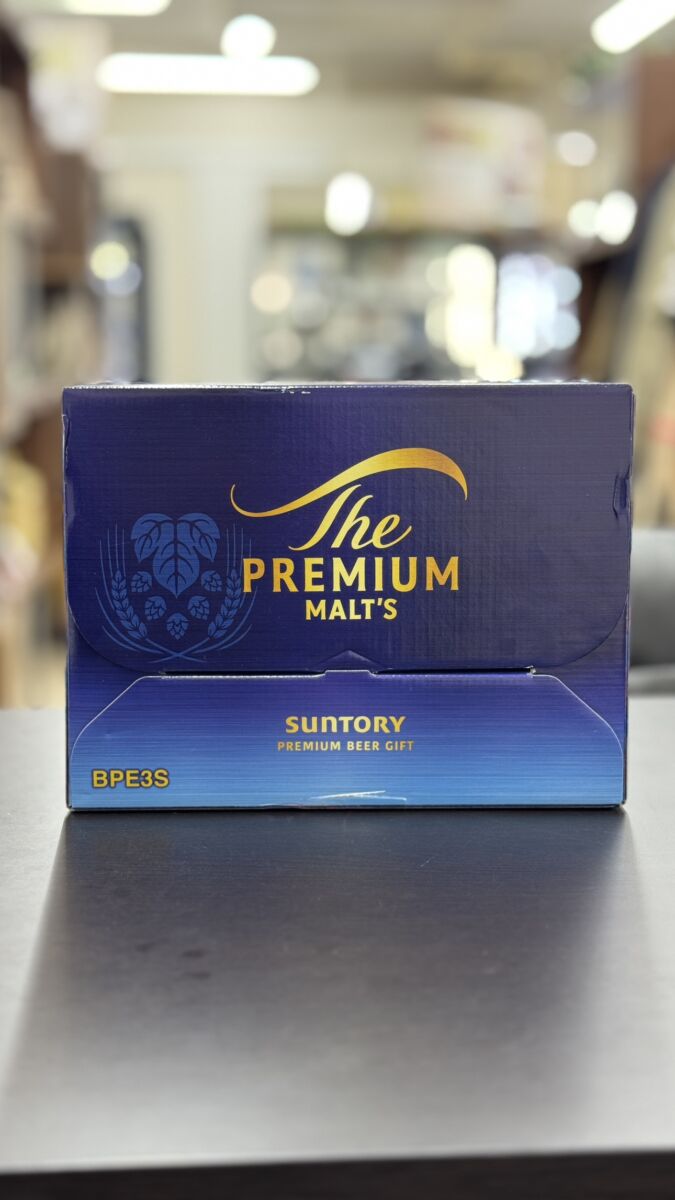 The
PREMIUM
MALT'S
SUNTORY
PREMIUM BEER GIFT
BPE3S